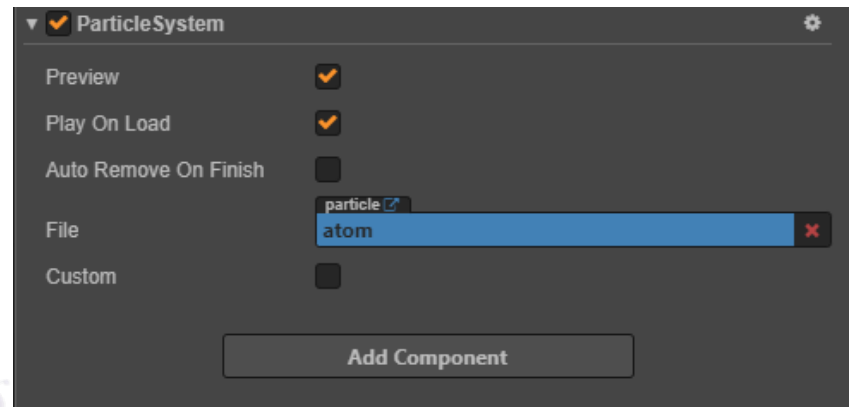 ParticleSystem
Preview
Play On Load
Auto Remove On Finish
particle
File
atom
Custom
Add Component